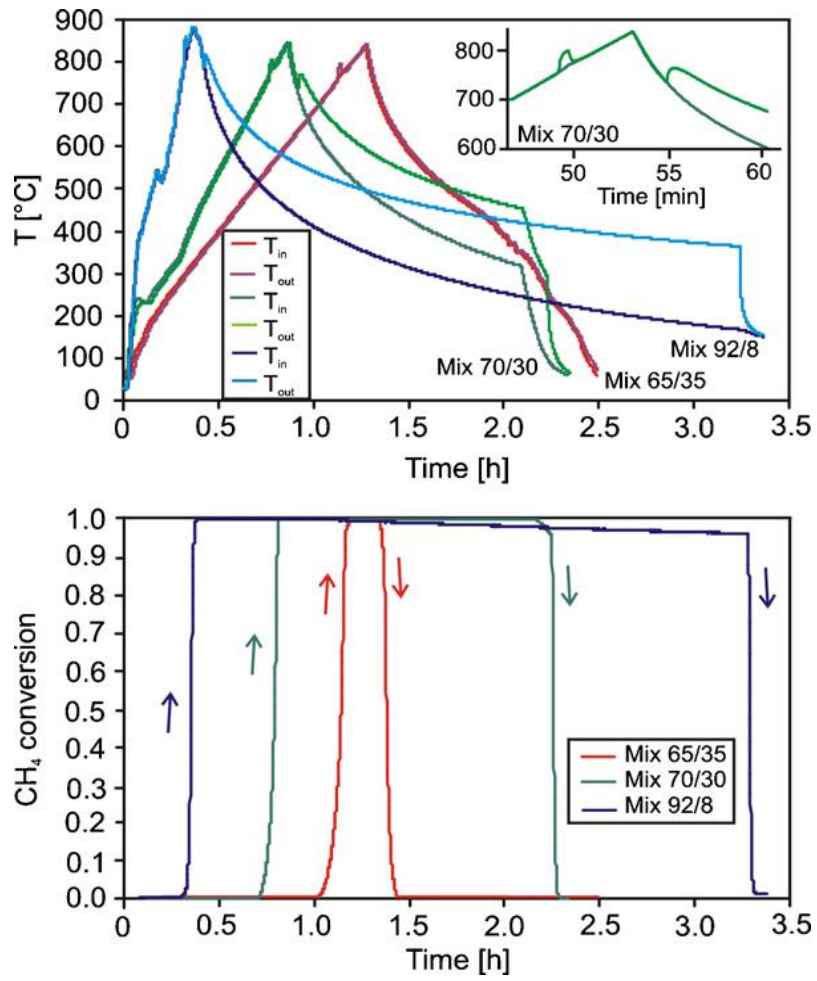 900
800
700
600
500
400
300
200
100
0
T [°C]
0
0.5
1.0
1.5
2.0
2.5
3.0
3.5
Time [h]
T_in
T_out
T_in
T_out
T_in
T_out
Mix 70/30
Mix 65/35
Mix 92/8
800
700
600
Mix 70/30
50
55
60
Time [min]
1.0
0.9
0.8
0.7
0.6
0.5
0.4
0.3
0.2
0.1
0.0
CH₄ conversion
Mix 65/35
Mix 70/30
Mix 92/8
0
0.5
1.0
1.5
2.0
2.5
3.0
3.5
Time [h]